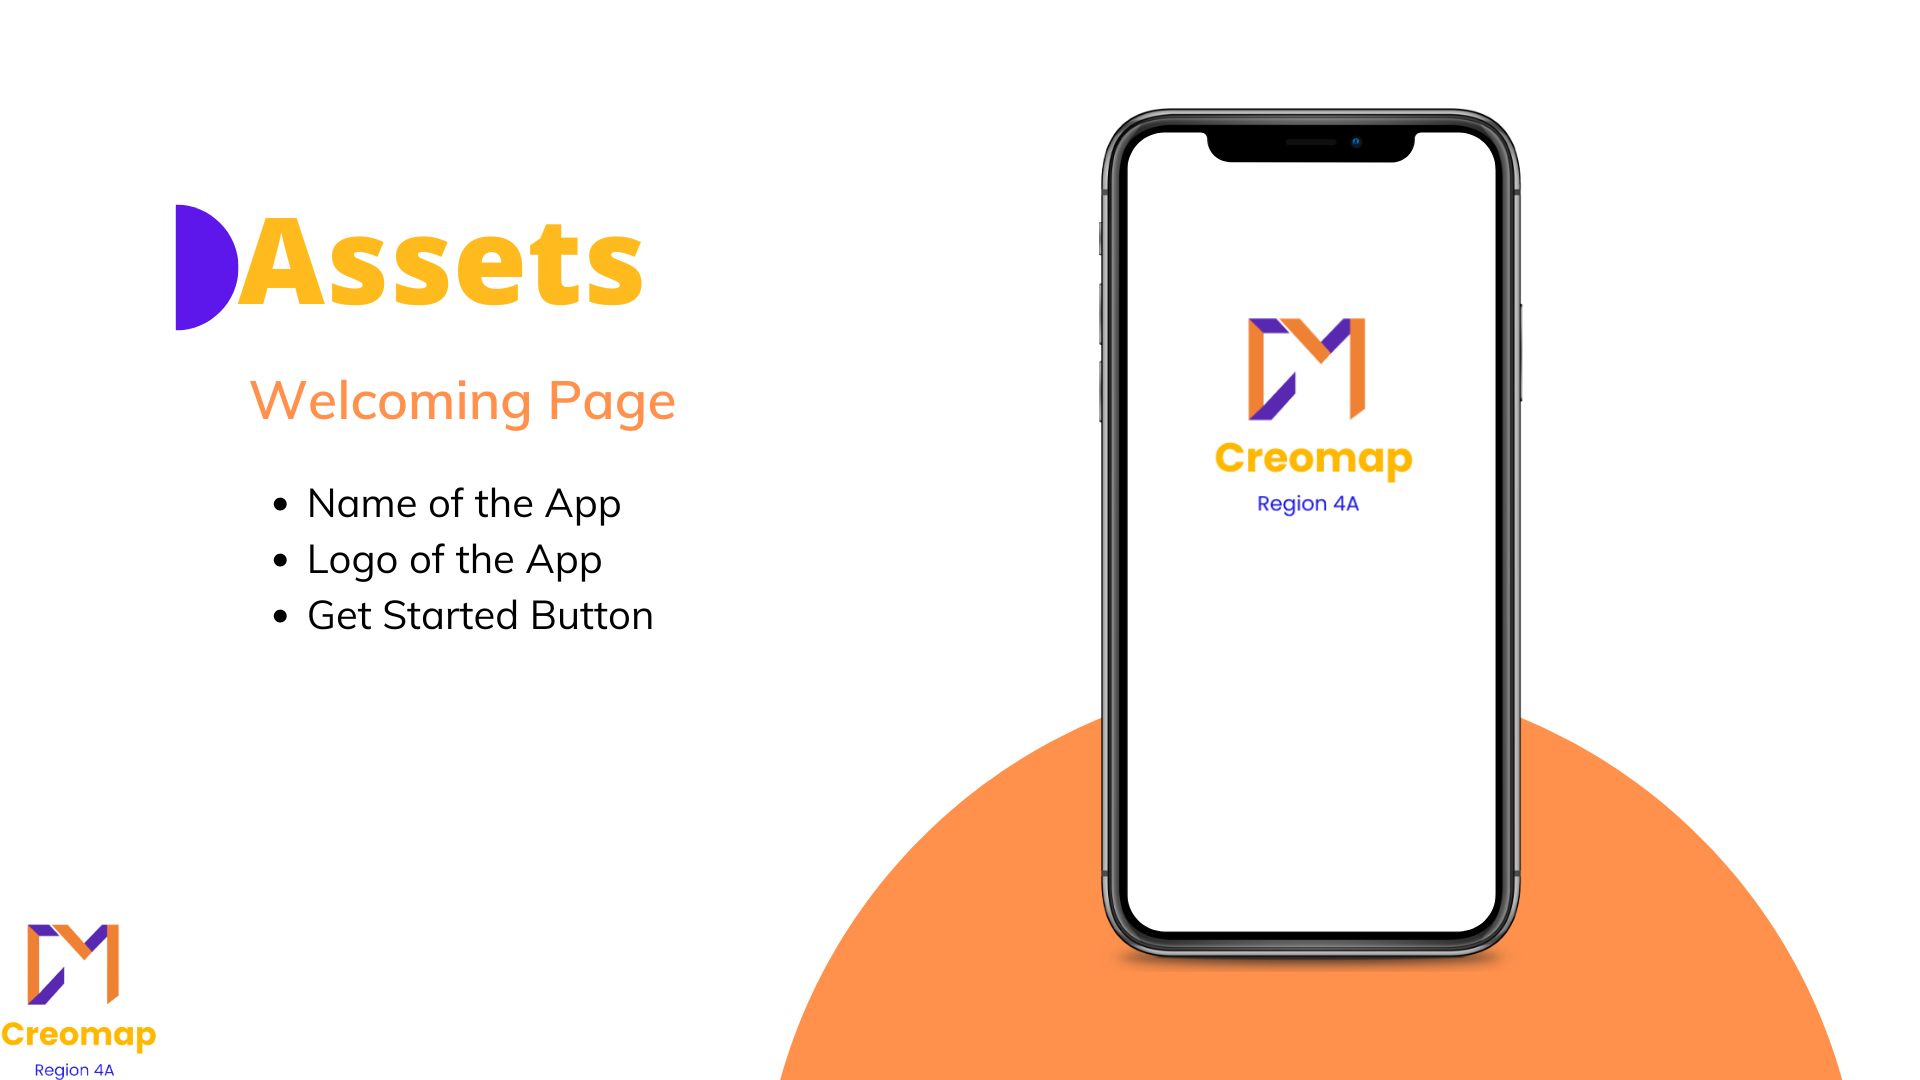 Assets
Welcoming Page
Name of the App
Logo of the App
Get Started Button
Creomap
Region 4A
Creomap
Region 4A